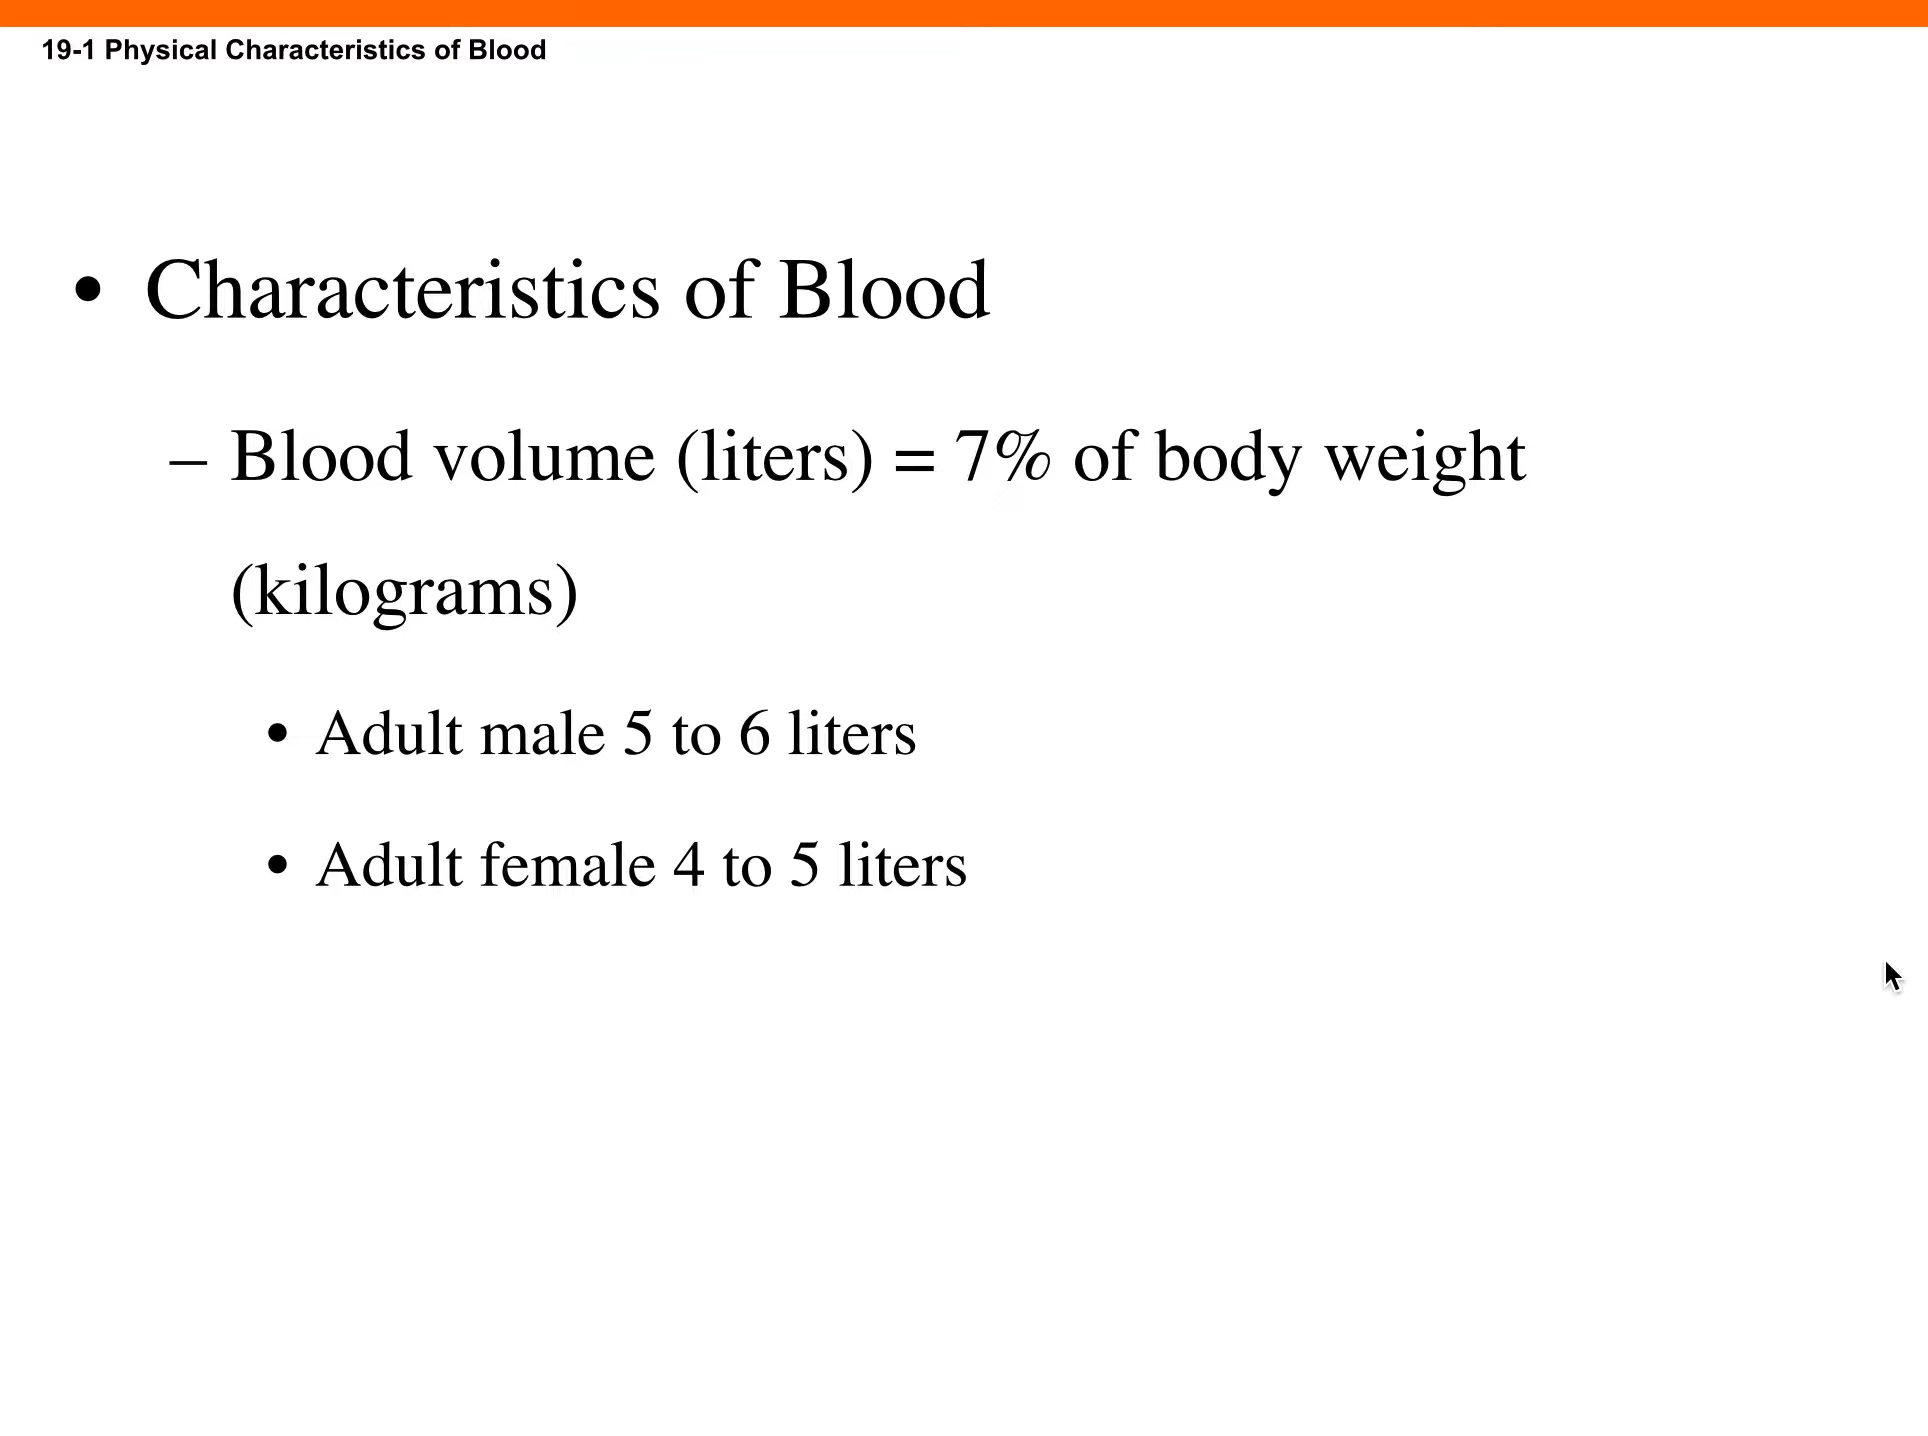 19-1 Physical Characteristics of Blood
• Characteristics of Blood
– Blood volume (liters) = 7% of body weight
(kilograms)
• Adult male 5 to 6 liters
• Adult female 4 to 5 liters